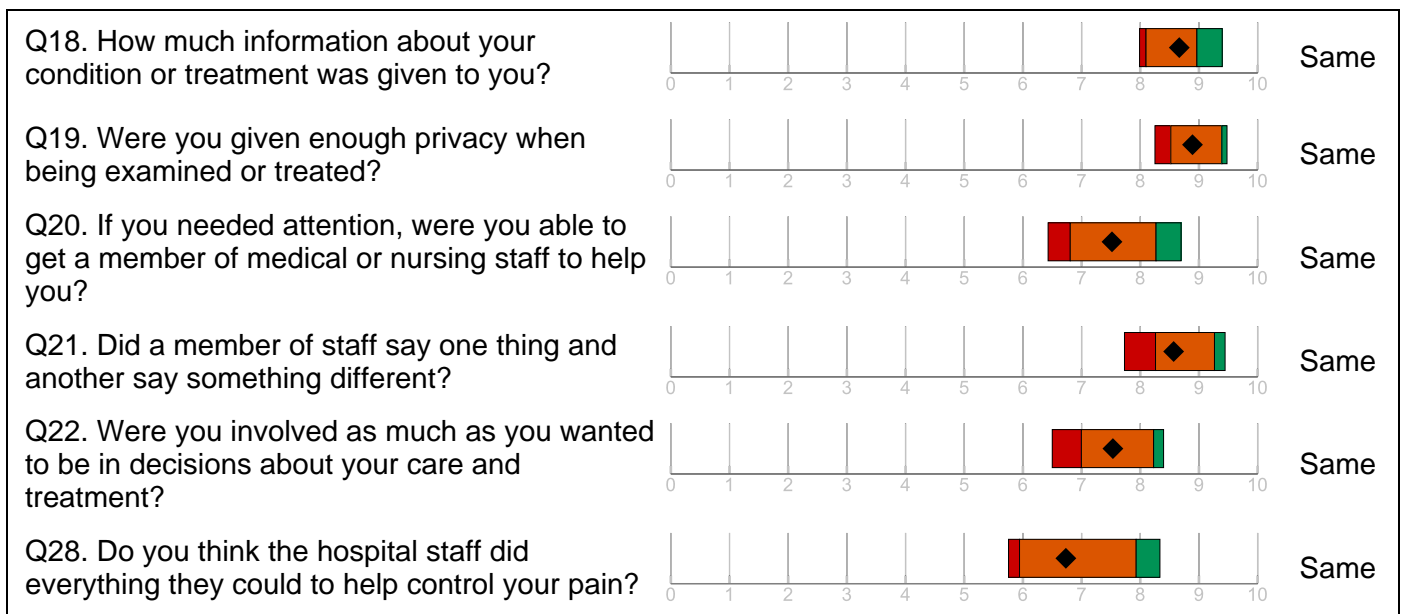 Q18. How much information about your
condition or treatment was given to you?
0 1 2 3 4 5 6 7 8 9 10
Same
Q19. Were you given enough privacy when
being examined or treated?
0 1 2 3 4 5 6 7 8 9 10
Same
Q20. If you needed attention, were you able to
get a member of medical or nursing staff to help
you?
0 1 2 3 4 5 6 7 8 9 10
Same
Q21. Did a member of staff say one thing and
another say something different?
0 1 2 3 4 5 6 7 8 9 10
Same
Q22. Were you involved as much as you wanted
to be in decisions about your care and
treatment?
0 1 2 3 4 5 6 7 8 9 10
Same
Q28. Do you think the hospital staff did
everything they could to help control your pain?
0 1 2 3 4 5 6 7 8 9 10
Same